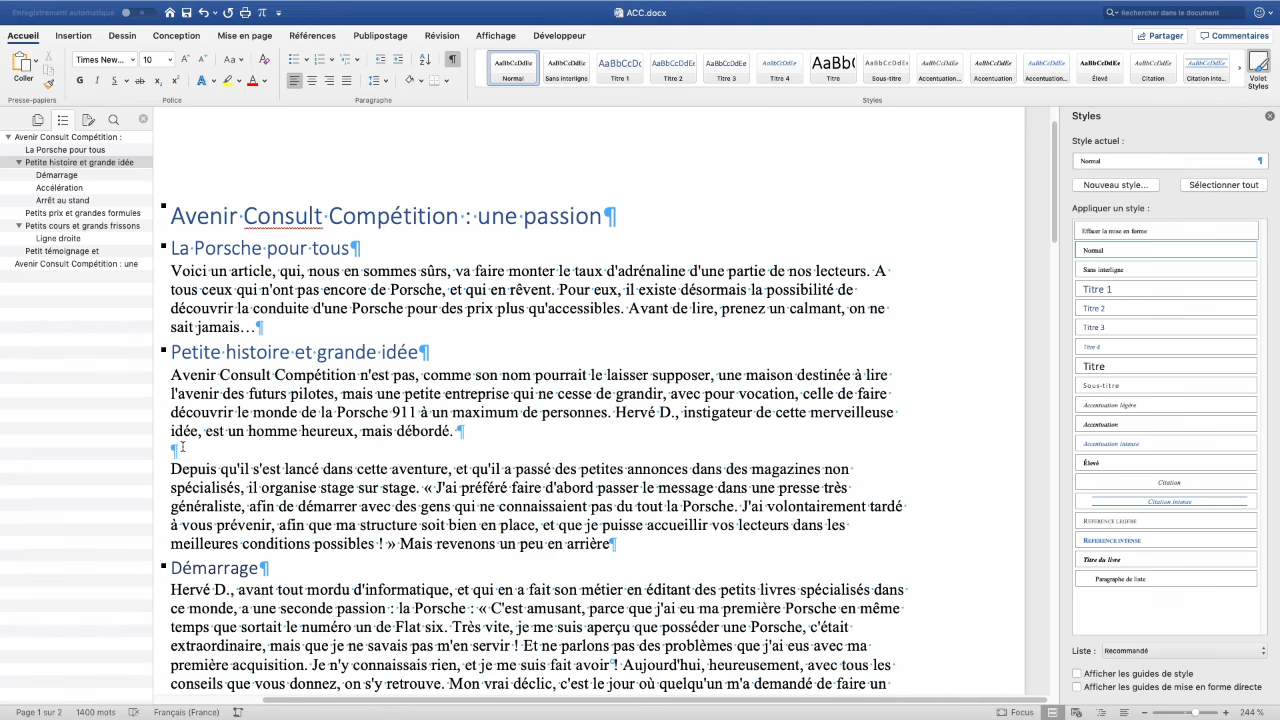 Enregistrement automatique
ACC.docx
Rechercher dans le document
Accueil Insertion Dessin Conception Mise en page Références Publipostage Révision Affichage Développeur
Partager Commentaires
Times New... 10
Coller
G I S ab
AaBbCcDdEe Normal
AaBbCcDdEe Sans interligne
AaBbCcDc Titre 1
AaBbCcDdE Titre 2
AaBbCcDdEe Titre 3
AaBbCcDdEe Titre 4
AaBb( Titre
AaBbCcDdE Sous-titre
AaBbCcDdEe Accentuation...
AaBbCcDdEe Accentuation
AaBbCcDdEe Accentuation...
AaBbCcDdEe Élevé
AaBbCcDdEe Citation
AaBbCcDdEe Citation inte...
Volet Styles
Presse-papiers Police Paragraphe Styles
Avenir Consult Compétition :
La Porsche pour tous
Petite histoire et grande idée
Démarrage
Accélération
Arrêt au stand
Petits prix et grandes formules
Petits cours et grands frissons
Ligne droite
Petit témoignage et
Avenir Consult Compétition : une
Avenir Consult Compétition : une passion¶
La Porsche pour tous¶
Voici un article, qui, nous en sommes sûrs, va faire monter le taux d'adrénaline d'une partie de nos lecteurs. A
tous ceux qui n'ont pas encore de Porsche, et qui en rêvent. Pour eux, il existe désormais la possibilité de
découvrir la conduite d'une Porsche pour des prix plus qu'accessibles. Avant de lire, prenez un calmant, on ne
sait jamais…¶
Petite histoire et grande idée¶
Avenir Consult Compétition n'est pas, comme son nom pourrait le laisser supposer, une maison destinée à lire
l'avenir des futurs pilotes, mais une petite entreprise qui ne cesse de grandir, avec pour vocation, celle de faire
découvrir le monde de la Porsche 911 à un maximum de personnes. Hervé D., instigateur de cette merveilleuse
idée, est un homme heureux, mais débordé. ¶
¶
Depuis qu'il s'est lancé dans cette aventure, et qu'il a passé des petites annonces dans des magazines non
spécialisés, il organise stage sur stage. « J'ai préféré faire d'abord passer le message dans une presse très
généraliste, afin de démarrer avec des gens qui ne connaissaient pas du tout la Porsche. J'ai volontairement tardé
à vous prévenir, afin que ma structure soit bien en place, et que je puisse accueillir vos lecteurs dans les
meilleures conditions possibles ! » Mais revenons un peu en arrière¶
Démarrage¶
Hervé D., avant tout mordu d'informatique, et qui en a fait son métier en éditant des petits livres spécialisés dans
ce monde, a une seconde passion : la Porsche : « C'est amusant, parce que j'ai eu ma première Porsche en même
temps que sortait le numéro un de Flat six. Très vite, je me suis aperçu que posséder une Porsche, c'était
extraordinaire, mais que je ne savais pas m'en servir ! Et ne parlons pas des problèmes que j'ai eus avec ma
première acquisition. Je n'y connaissais rien, et je me suis fait avoir ! Aujourd'hui, heureusement, avec tous les
conseils que vous donnez, on s'y retrouve. Mon vrai déclic, c'est le jour où quelqu'un m'a demandé de faire un
Styles
Style actuel :
Normal ¶
Nouveau style... Sélectionner tout
Appliquer un style :
Effacer la mise en forme
Normal
Sans interligne
Titre 1
Titre 2
Titre 3
Titre 4
Titre
Sous-titre
Accentuation légère
Accentuation
Accentuation intense
Élevé
Citation
Citation intense
RÉFÉRENCE LÉGÈRE
RÉFÉRENCE INTENSE
Titre du livre
Paragraphe de liste
Liste : Recommandé
Afficher les guides de style
Afficher les guides de mise en forme directe
Page 1 sur 2 1400 mots Français (France) Focus 244 %